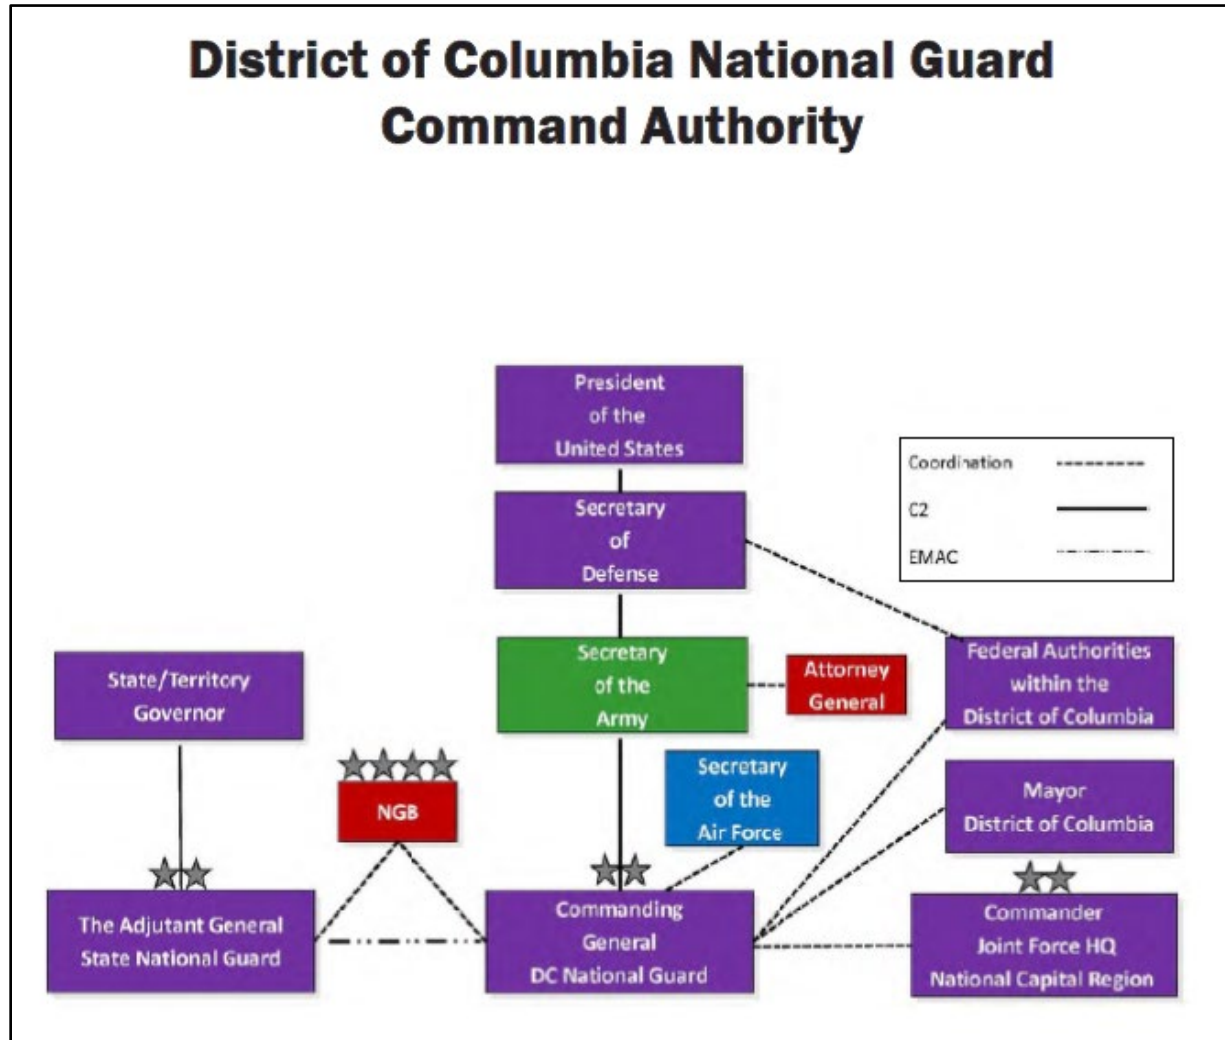 District of Columbia National Guard
Command Authority
President
of the
United States
Coordination
C2
EMAC
Secretary
of
Defense
Secretary
of the
Army
Attorney
General
Federal Authorities
within the
District of Columbia
State/Territory
Governor
NGB
Secretary
of the
Air Force
Mayor
District of Columbia
The Adjutant General
State National Guard
Commanding
General
DC National Guard
Commander
Joint Force HQ
National Capital Region